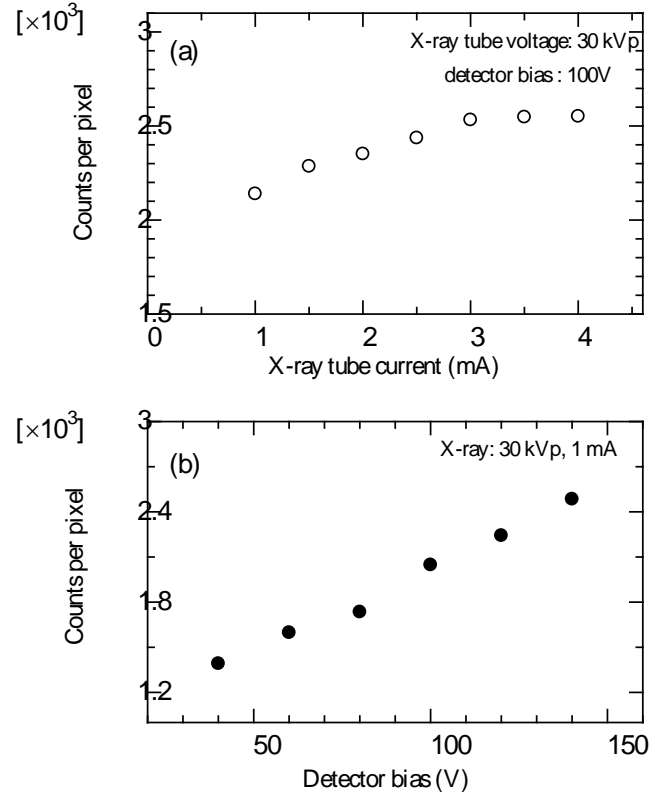 [×10³]
3
(a)
X-ray tube voltage: 30 kVp
detector bias : 100V
2.5
2
1.5
Counts per pixel
0 1 2 3 4
X-ray tube current (mA)
[×10³]
3
(b)
X-ray: 30 kVp, 1 mA
2.4
1.8
1.2
Counts per pixel
50 100 150
Detector bias (V)